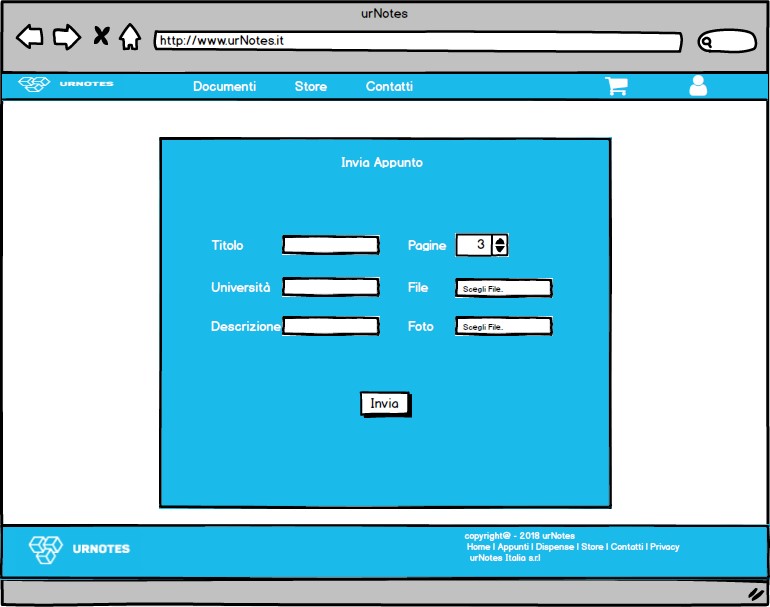 urNotes
http://www.urNotes.it
URNOTES Documenti Store Contatti
Invia Appunto
Titolo Pagine 3
Università File Scegli File.
Descrizione Foto Scegli File.
Invia
URNOTES
copyright@ - 2018 urNotes
Home | Appunti | Dispense | Store | Contatti | Privacy
urNotes Italia s.r.l